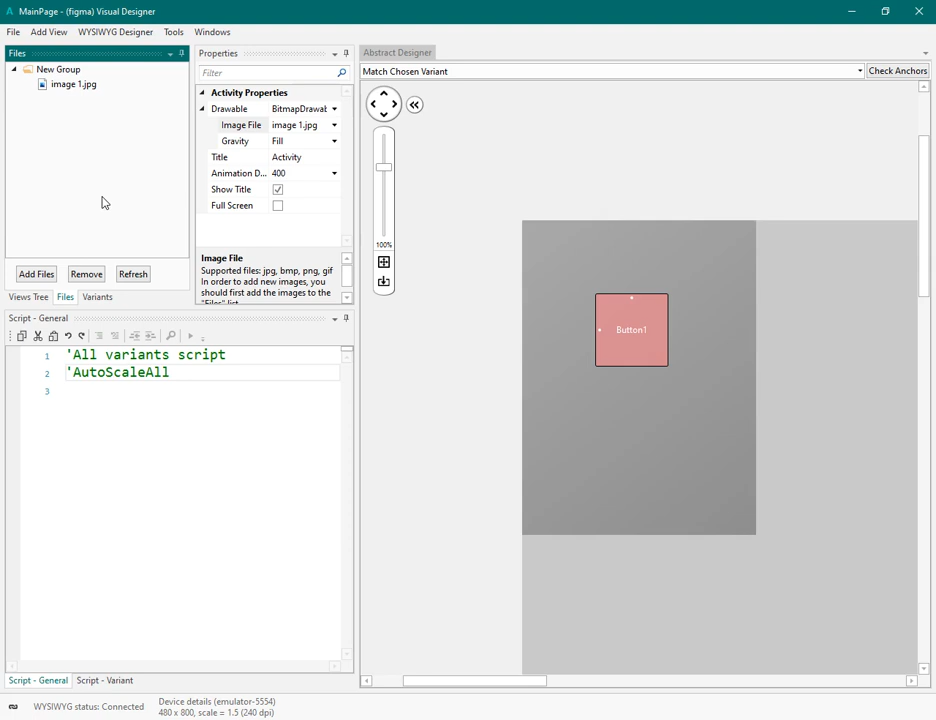 MainPage - (figma) Visual Designer
File Add View WYSIWYG Designer Tools Windows
Files
New Group
image 1.jpg
Add Files Remove Refresh
Views Tree Files Variants
Properties
Filter
Activity Properties
Drawable BitmapDrawab
Image File image 1.jpg
Gravity Fill
Title Activity
Animation D... 400
Show Title
Full Screen
Image File
Supported files: jpg, bmp, png, gif
In order to add new images, you
should first add the images to the
"Files" list.
Script - General
1 'All variants script
2 'AutoScaleAll
3
Script - General Script - Variant
Abstract Designer
Match Chosen Variant Check Anchors
100%
Button1
WYSIWYG status: Connected
Device details (emulator-5554)
480 x 800, scale = 1.5 (240 dpi)